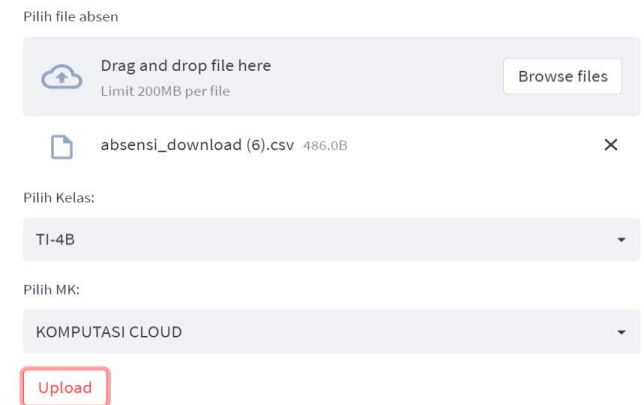 Pilih file absen
Drag and drop file here
Limit 200MB per file
Browse files
absensi_download (6).csv 486.0B
Pilih Kelas:
TI-4B
Pilih MK:
KOMPUTASI CLOUD
Upload